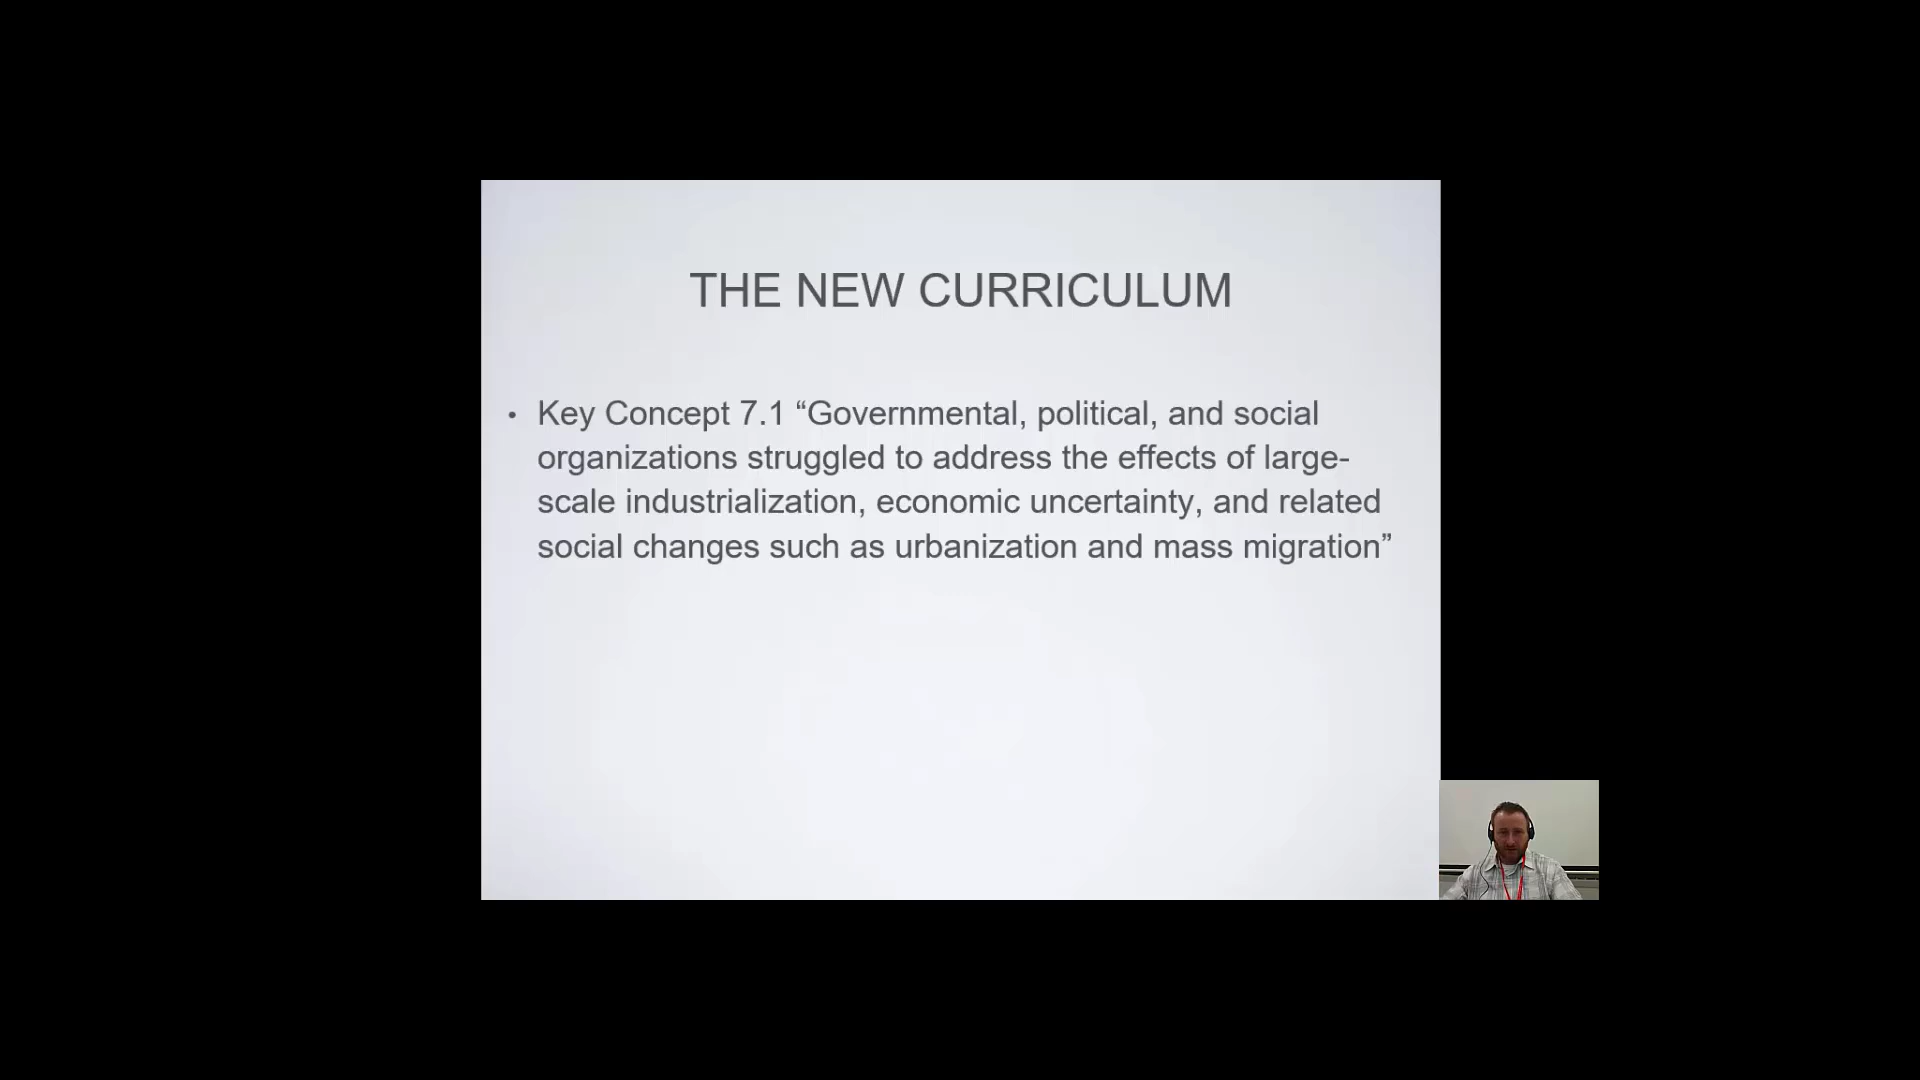 THE NEW CURRICULUM
• Key Concept 7.1 “Governmental, political, and social
organizations struggled to address the effects of large-
scale industrialization, economic uncertainty, and related
social changes such as urbanization and mass migration”